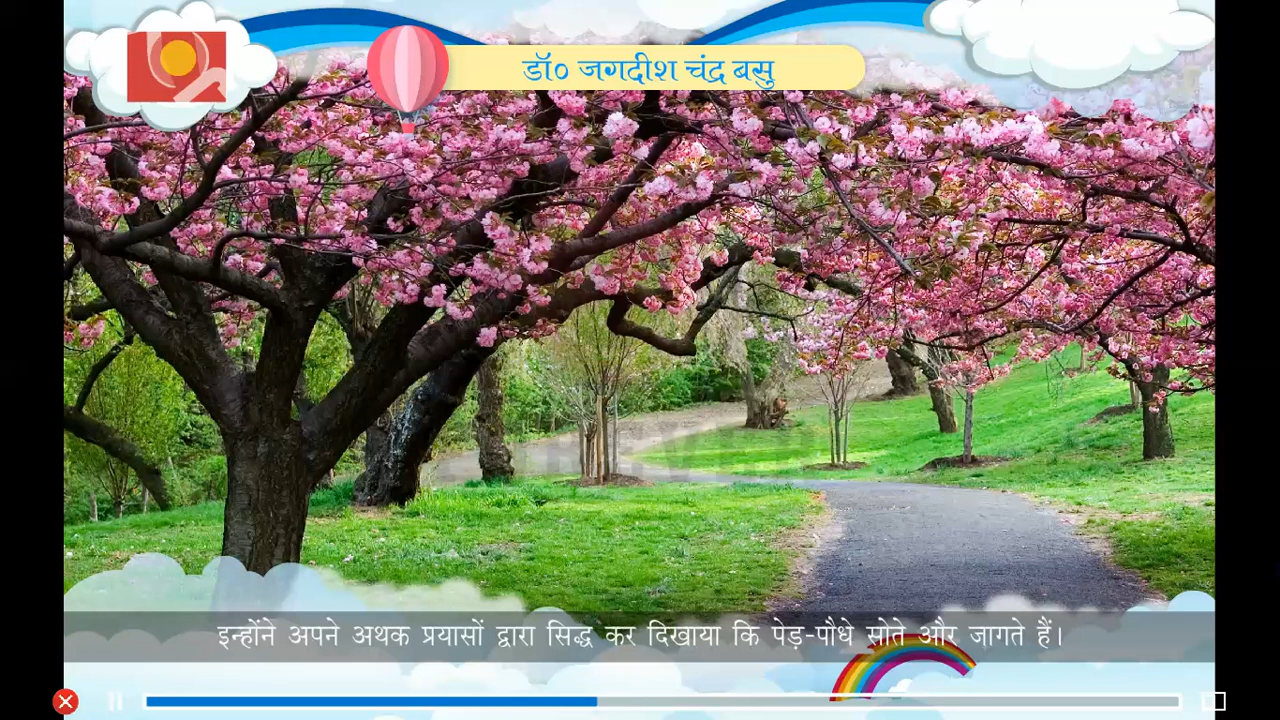 डॉ० जगदीश चंद्र बसु
इन्होंने अपने अथक प्रयासों द्वारा सिद्ध कर दिखाया कि पेड़-पौधे सोते और जागते हैं।